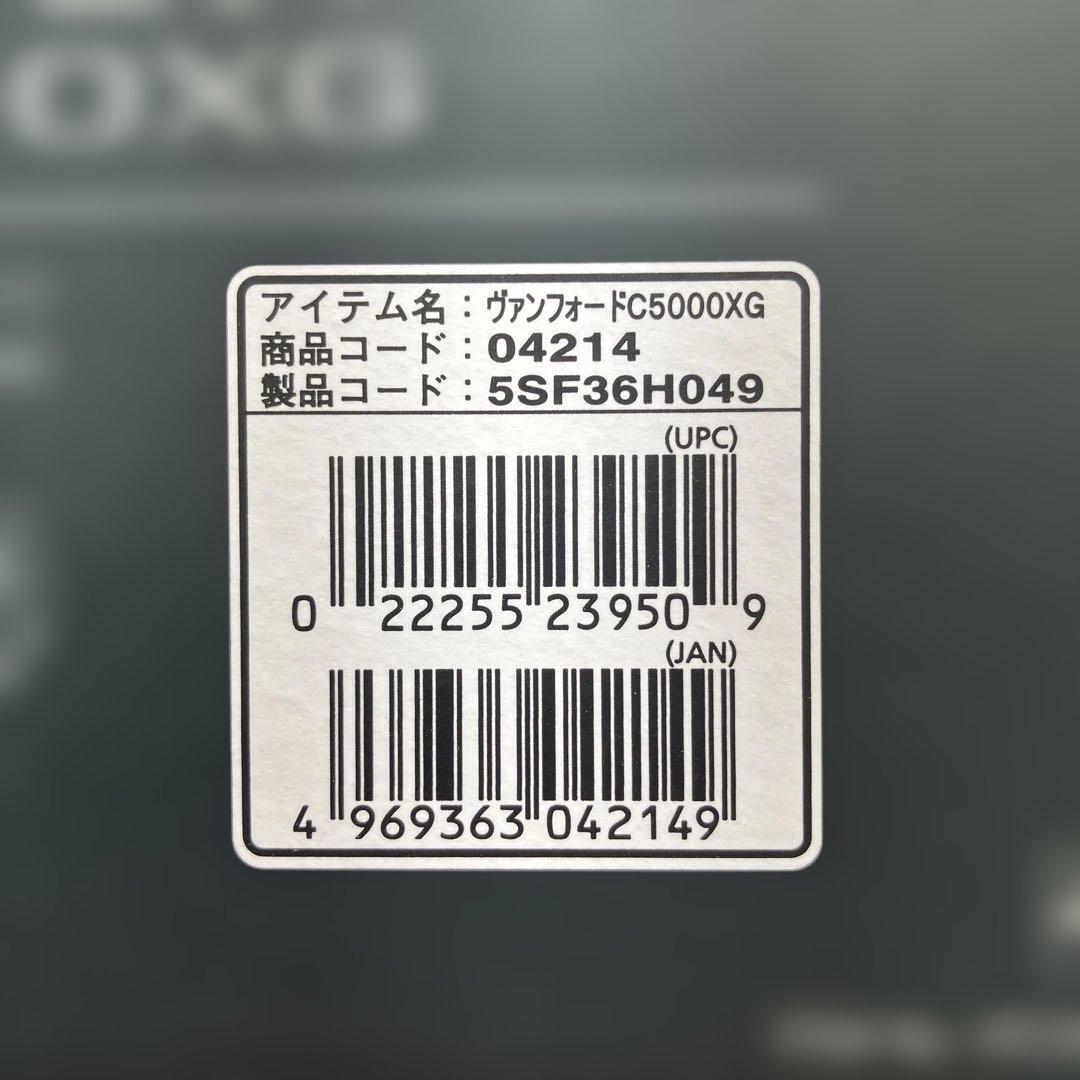 OXG
アイテム名：ヴァンフォードC5000XG
商品コード：04214
製品コード：5SF36H049
(UPC)
0 22255 23950 9
(JAN)
4 969363 042149